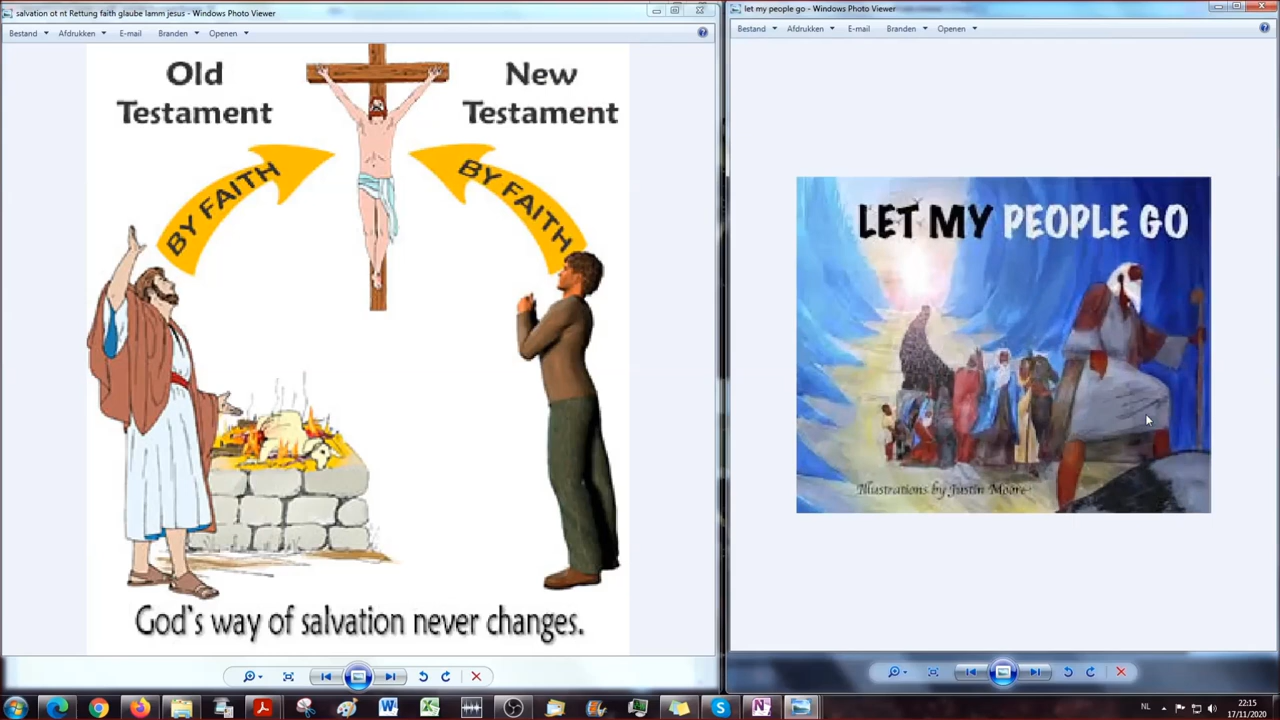 salvation ot nt Rettung faith glaube lamm jesus - Windows Photo Viewer
Bestand Afdrukken E-mail Branden Openen
Old
Testament
New
Testament
BY FAITH
BY FAITH
God's way of salvation never changes.
let my people go - Windows Photo Viewer
Bestand Afdrukken E-mail Branden Openen
LET MY PEOPLE GO
Illustrations by Justin Moore
NL
22:15
17/11/2020